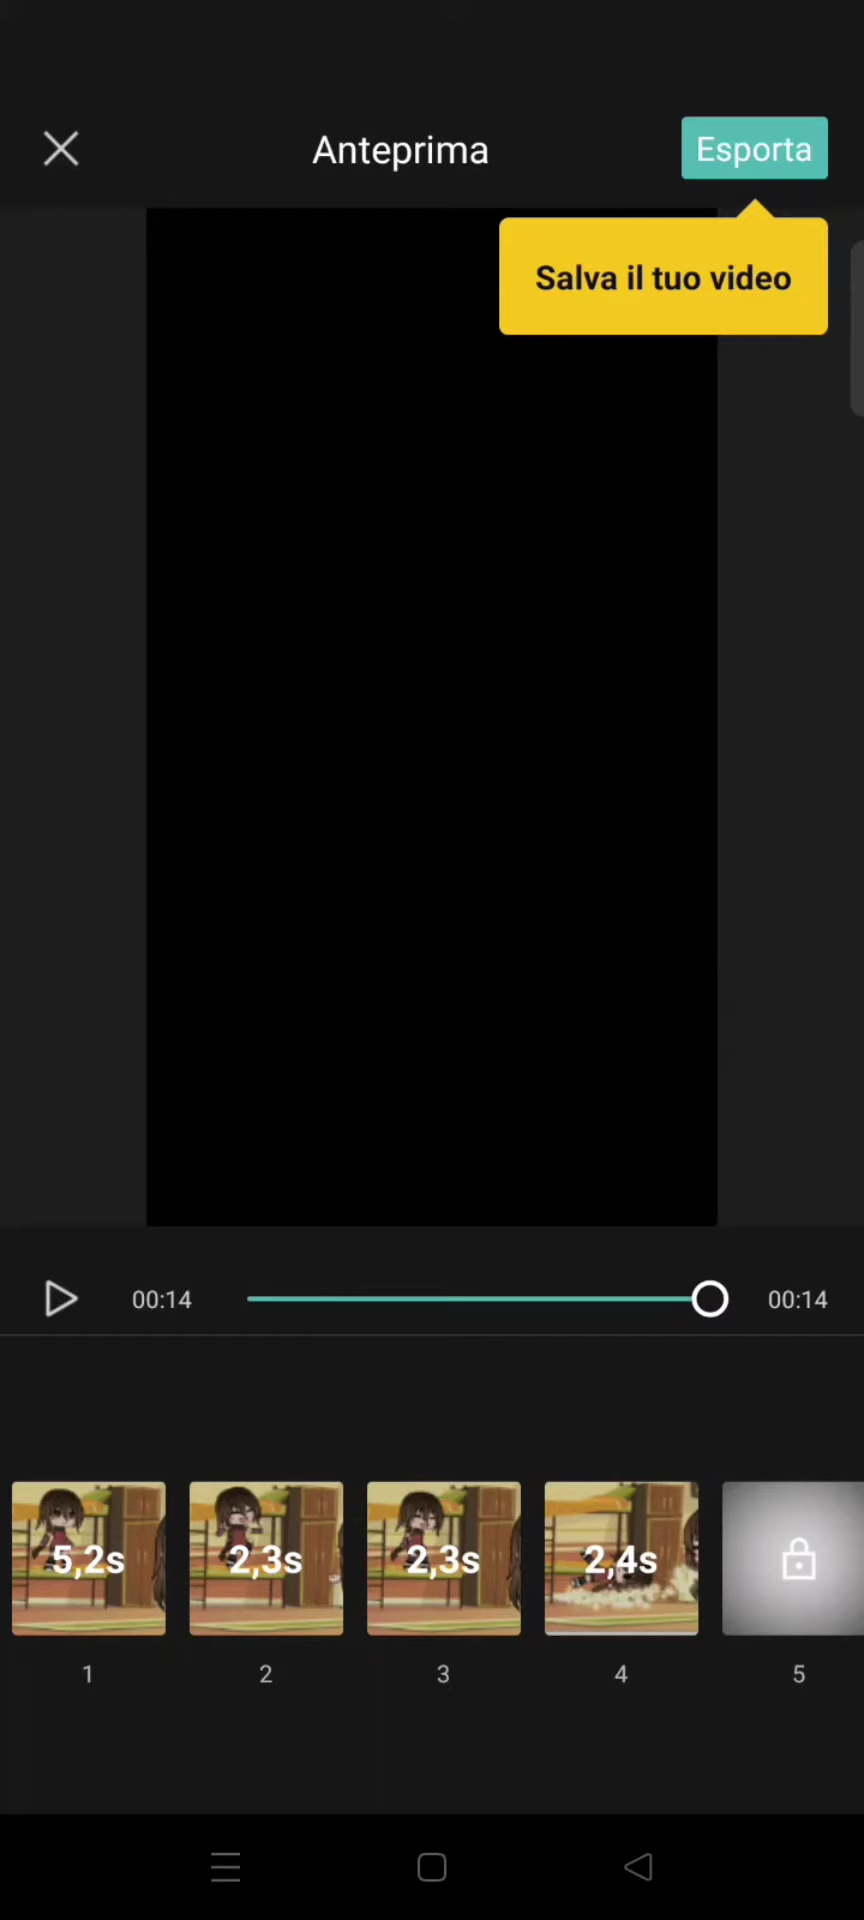 Anteprima
Esporta
Salva il tuo video
00:14
00:14
5,2s
2,3s
2,3s
2,4s
1
2
3
4
5